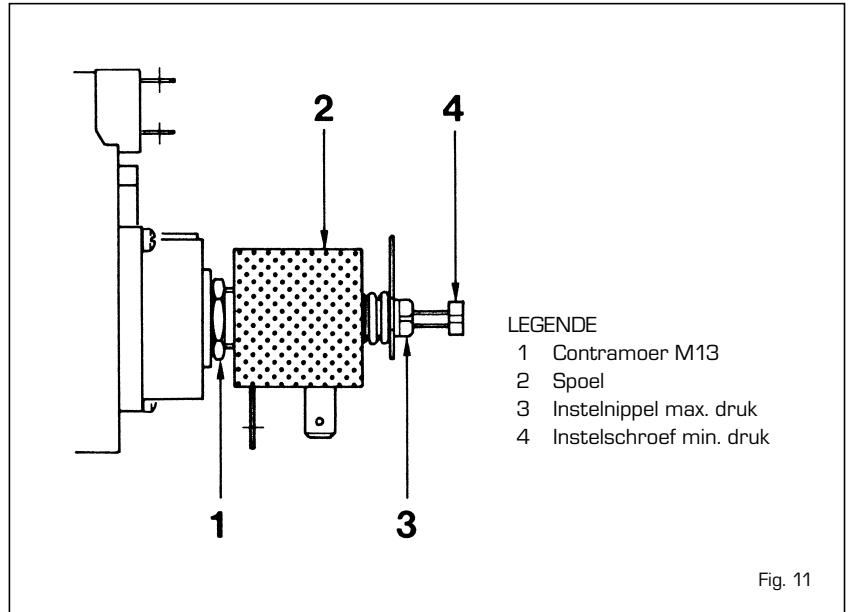 2
4
LEGENDE
1 Contramoer M13
2 Spoel
3 Instelnippel max. druk
4 Instelschroef min. druk
1
3
Fig. 11